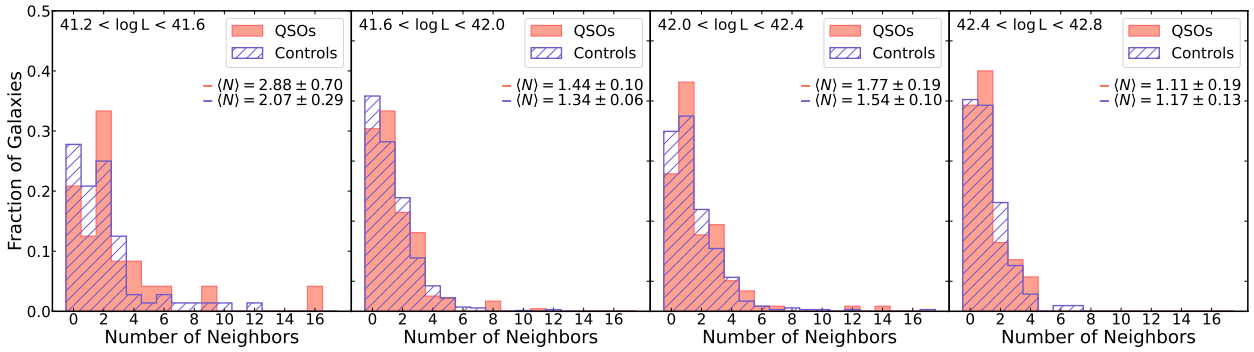 0.5
0.4
0.3
0.2
0.1
0.0
Fraction of Galaxies
41.2 < log L < 41.6
QSOs
Controls
⟨N⟩ = 2.88 ± 0.70
⟨N⟩ = 2.07 ± 0.29
0 2 4 6 8 10 12 14 16
Number of Neighbors
41.6 < log L < 42.0
QSOs
Controls
⟨N⟩ = 1.44 ± 0.10
⟨N⟩ = 1.34 ± 0.06
0 2 4 6 8 10 12 14 16
Number of Neighbors
42.0 < log L < 42.4
QSOs
Controls
⟨N⟩ = 1.77 ± 0.19
⟨N⟩ = 1.54 ± 0.10
0 2 4 6 8 10 12 14 16
Number of Neighbors
42.4 < log L < 42.8
QSOs
Controls
⟨N⟩ = 1.11 ± 0.19
⟨N⟩ = 1.17 ± 0.13
0 2 4 6 8 10 12 14 16
Number of Neighbors